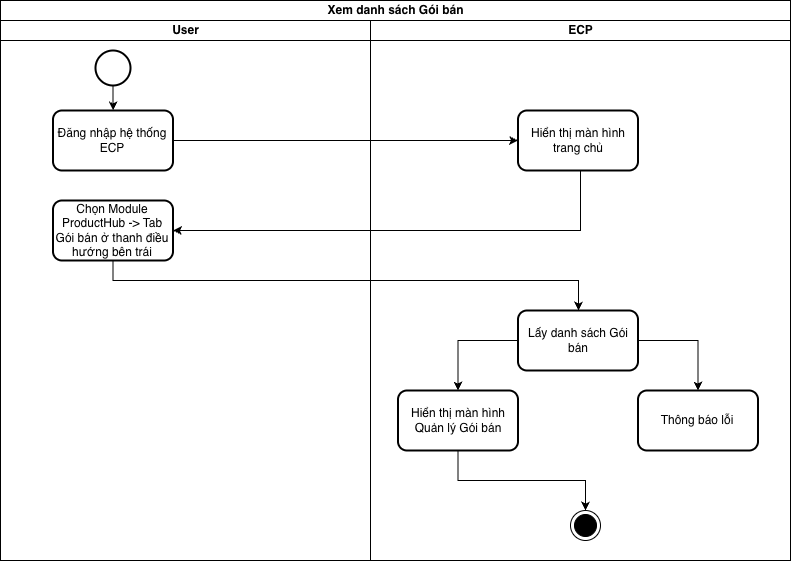 Xem danh sách Gói bán
User
ECP
Đăng nhập hệ thống
ECP
Hiển thị màn hình
trang chủ
Chọn Module
ProductHub -> Tab
Gói bán ở thanh điều
hướng bên trái
Lấy danh sách Gói
bán
Hiển thị màn hình
Quản lý Gói bán
Thông báo lỗi